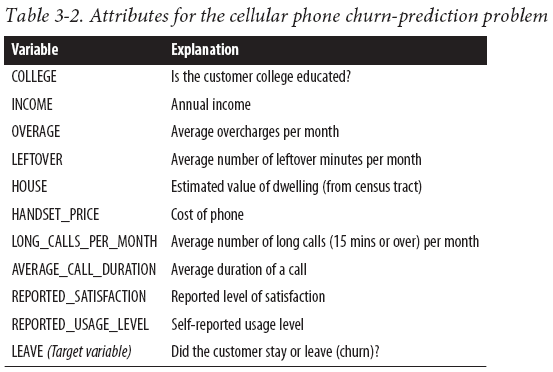 Table 3-2. Attributes for the cellular phone churn-prediction problem
Variable Explanation
COLLEGE Is the customer college educated?
INCOME Annual income
OVERAGE Average overcharges per month
LEFTOVER Average number of leftover minutes per month
HOUSE Estimated value of dwelling (from census tract)
HANDSET_PRICE Cost of phone
LONG_CALLS_PER_MONTH Average number of long calls (15 mins or over) per month
AVERAGE_CALL_DURATION Average duration of a call
REPORTED_SATISFACTION Reported level of satisfaction
REPORTED_USAGE_LEVEL Self-reported usage level
LEAVE (Target variable) Did the customer stay or leave (churn)?